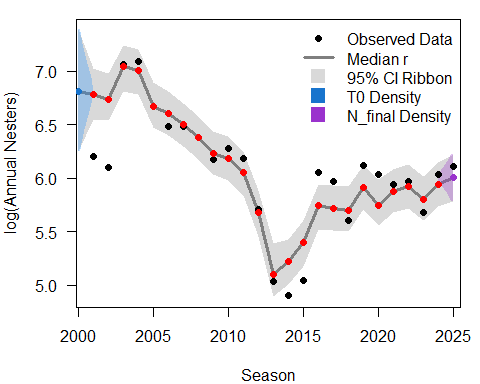 Observed Data
Median r
95% CI Ribbon
T0 Density
N_final Density
log(Annual Nesters)
7.0
6.5
6.0
5.5
5.0
2000 2005 2010 2015 2020 2025
Season